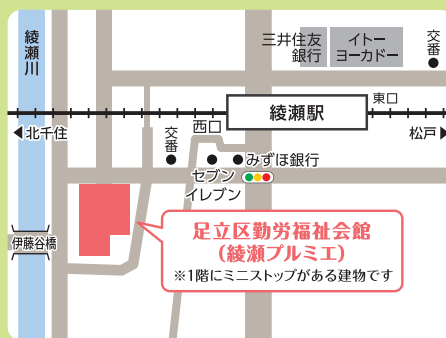 綾瀬川
三井住友
銀行
イトー
ヨーカドー
交番
綾瀬駅
東口
北千住
交番
西口
松戸
みずほ銀行
セブン
イレブン
伊藤谷橋
足立区勤労福祉会館
(綾瀬プルミエ)
※1階にミニストップがある建物です